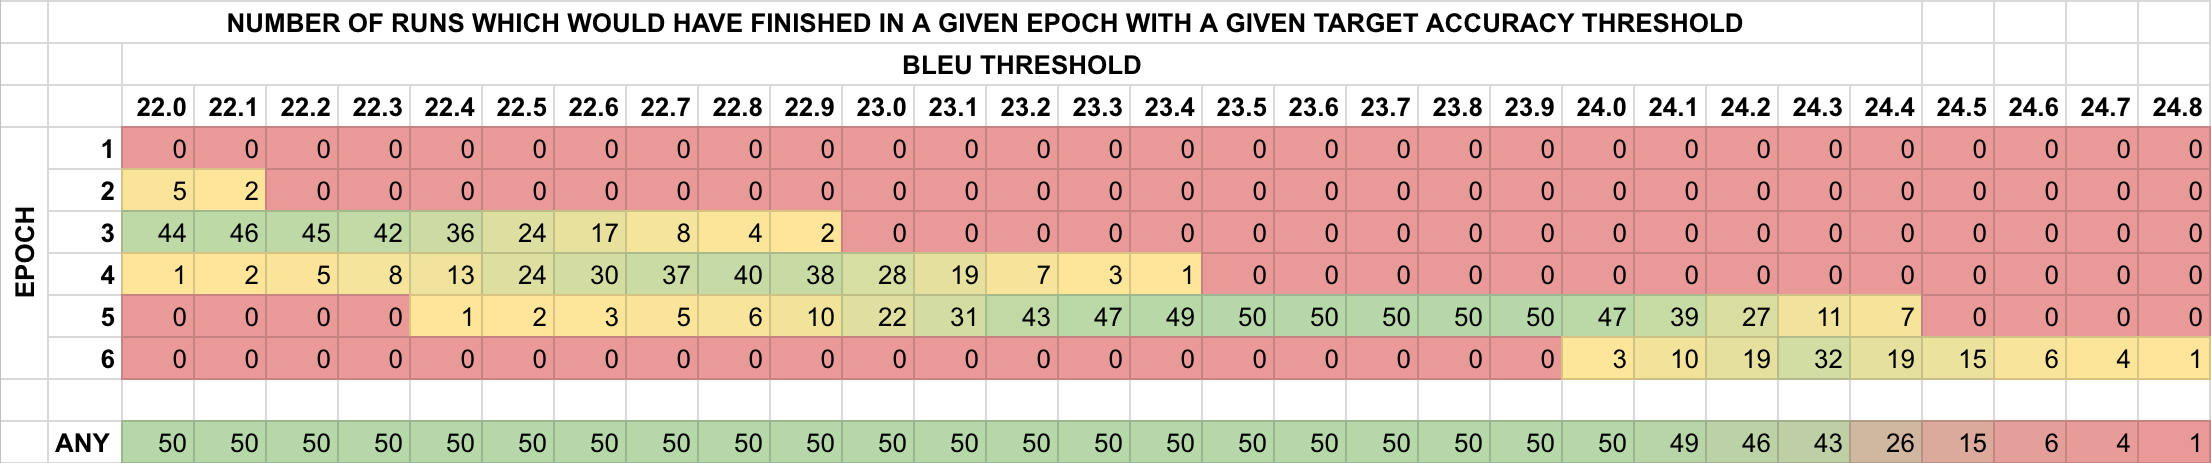 NUMBER OF RUNS WHICH WOULD HAVE FINISHED IN A GIVEN EPOCH WITH A GIVEN TARGET ACCURACY THRESHOLD
BLEU THRESHOLD
22.0 22.1 22.2 22.3 22.4 22.5 22.6 22.7 22.8 22.9 23.0 23.1 23.2 23.3 23.4 23.5 23.6 23.7 23.8 23.9 24.0 24.1 24.2 24.3 24.4 24.5 24.6 24.7 24.8
EPOCH
1 0 0 0 0 0 0 0 0 0 0 0 0 0 0 0 0 0 0 0 0 0 0 0 0 0 0 0 0 0
2 5 2 0 0 0 0 0 0 0 0 0 0 0 0 0 0 0 0 0 0 0 0 0 0 0 0 0 0 0
3 44 46 45 42 36 24 17 8 4 2 0 0 0 0 0 0 0 0 0 0 0 0 0 0 0 0 0 0 0
4 1 2 5 8 13 24 30 37 40 38 28 19 7 3 1 0 0 0 0 0 0 0 0 0 0 0 0 0 0
5 0 0 0 0 1 2 3 5 6 10 22 31 43 47 49 50 50 50 50 50 47 39 27 11 7 0 0 0 0
6 0 0 0 0 0 0 0 0 0 0 0 0 0 0 0 0 0 0 0 0 3 10 19 32 19 15 6 4 1
ANY 50 50 50 50 50 50 50 50 50 50 50 50 50 50 50 50 50 50 50 50 50 49 46 43 26 15 6 4 1